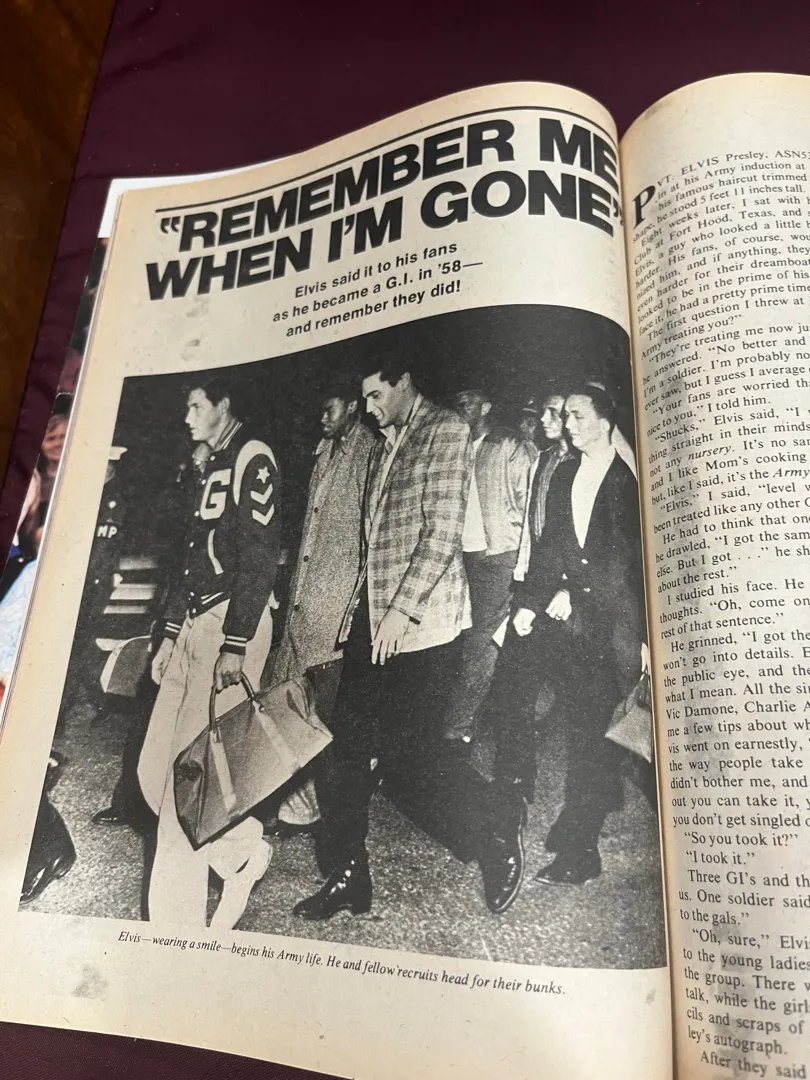 "REMEMBER ME
WHEN I'M GONE"
Elvis said it to his fans
as he became a G.I. in '58—
and remember they did!
G
MP
Elvis—wearing a smile—begins his Army life. He and fellow recruits head for their bunks.
PVT. ELVIS Presley, ASN53
in at his Army induction at
his famous haircut trimmed
shape, he stood 5 feet 11 inches tall.
Eight weeks later, I sat with
Club at Fort Hood, Texas, and
Elvis, a guy who looked a little
harder. His fans, of course, wou
nized him, and if anything, they
even harder for their dreamboat
looked to be in the prime of his
face it, he had a pretty prime time
The first question I threw at
Army treating you?"
"They're treating me now ju
he answered. "No better and
I'm a soldier. I'm probably no
ever saw, but I guess I average
"Your fans are worried th
nice to you," I told him.
"Shucks," Elvis said, "I
thing straight in their minds
not any nursery. It's no sa
and I like Mom's cooking
but, like I said, it's the Army
"Elvis," I said, "level w
been treated like any other G
He had to think that on
he drawled, "I got the sam
else. But I got . . ." he sh
about the rest."
I studied his face. He
thoughts. "Oh, come on
rest of that sentence."
He grinned, "I got the
won't go into details. E
the public eye, and the
what I mean. All the si
Vic Damone, Charlie A
me a few tips about wh
vis went on earnestly, "
the way people take
didn't bother me, and
out you can take it, y
you don't get singled o
"So you took it?"
"I took it."
Three GI's and th
us. One soldier said
to the gals."
"Oh, sure," Elvi
to the young ladies
the group. There w
talk, while the girl
cils and scraps of
ley's autograph.
After they said